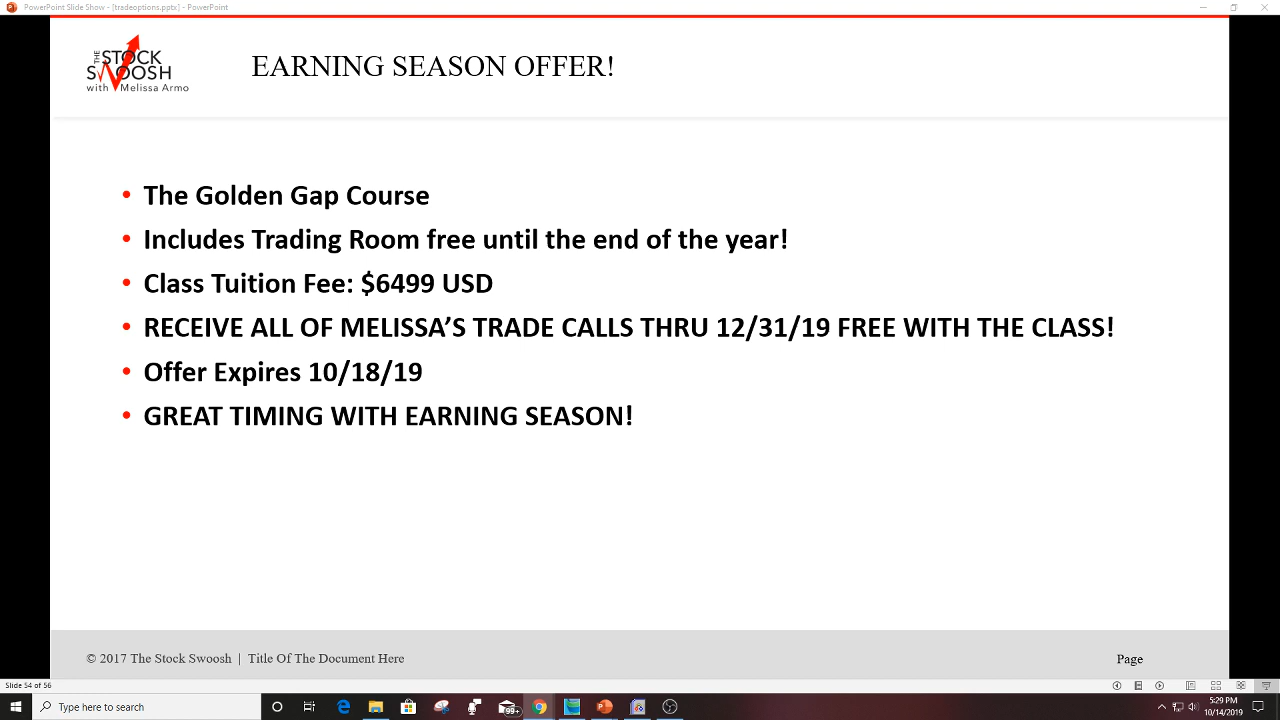 PowerPoint Slide Show - [tradeoptions.pptx] - PowerPoint
THE
STOCK
SWOOSH
with Melissa Armo
EARNING SEASON OFFER!
• The Golden Gap Course
• Includes Trading Room free until the end of the year!
• Class Tuition Fee: $6499 USD
• RECEIVE ALL OF MELISSA’S TRADE CALLS THRU 12/31/19 FREE WITH THE CLASS!
• Offer Expires 10/18/19
• GREAT TIMING WITH EARNING SEASON!
© 2017 The Stock Swoosh | Title Of The Document Here
Page
Slide 54 of 56
Type here to search
99+
5:29 PM
10/14/2019